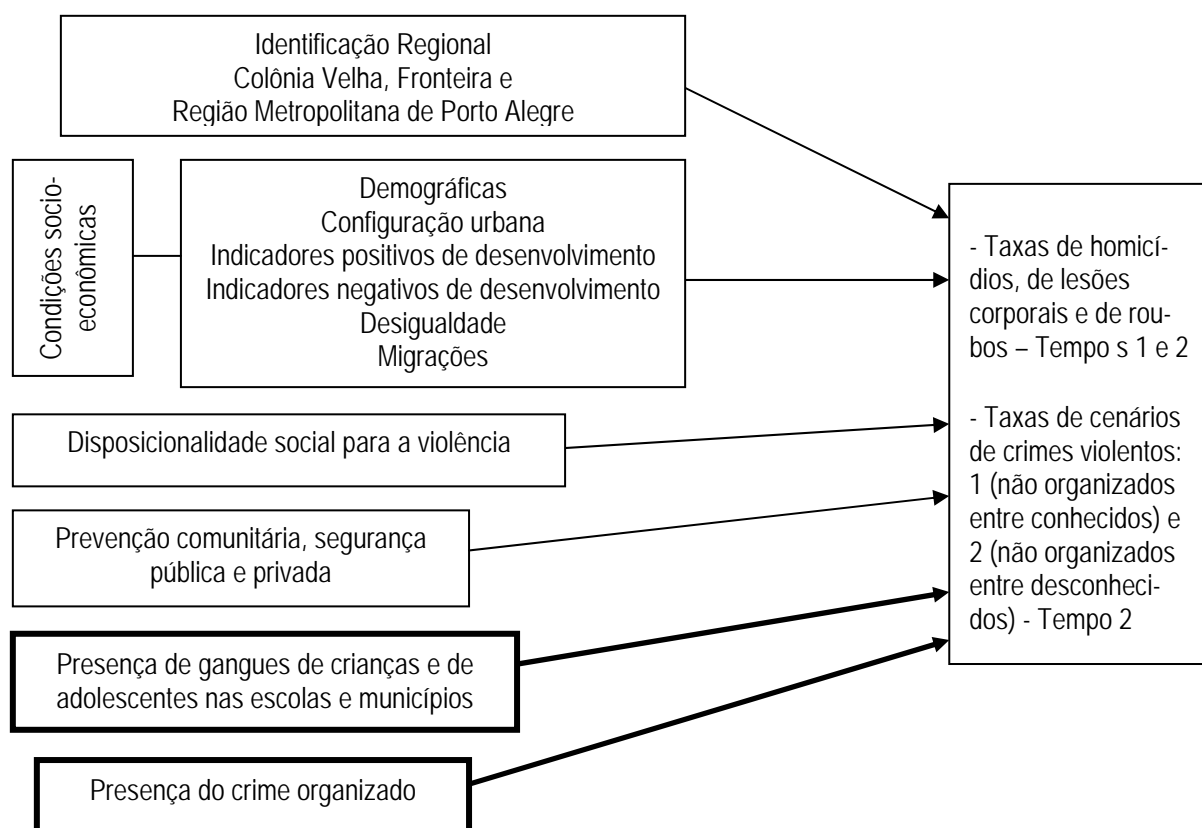 Identificação Regional
Colônia Velha, Fronteira e
Região Metropolitana de Porto Alegre
Condições socio-
econômicas
Demográficas
Configuração urbana
Indicadores positivos de desenvolvimento
Indicadores negativos de desenvolvimento
Desigualdade
Migrações
Disposicionalidade social para a violência
Prevenção comunitária, segurança
pública e privada
Presença de gangues de crianças e de
adolescentes nas escolas e municípios
Presença do crime organizado
- Taxas de homicí-
dios, de lesões
corporais e de rou-
bos – Tempo s 1 e 2
- Taxas de cenários
de crimes violentos:
1 (não organizados
entre conhecidos) e
2 (não organizados
entre desconheci-
dos) - Tempo 2